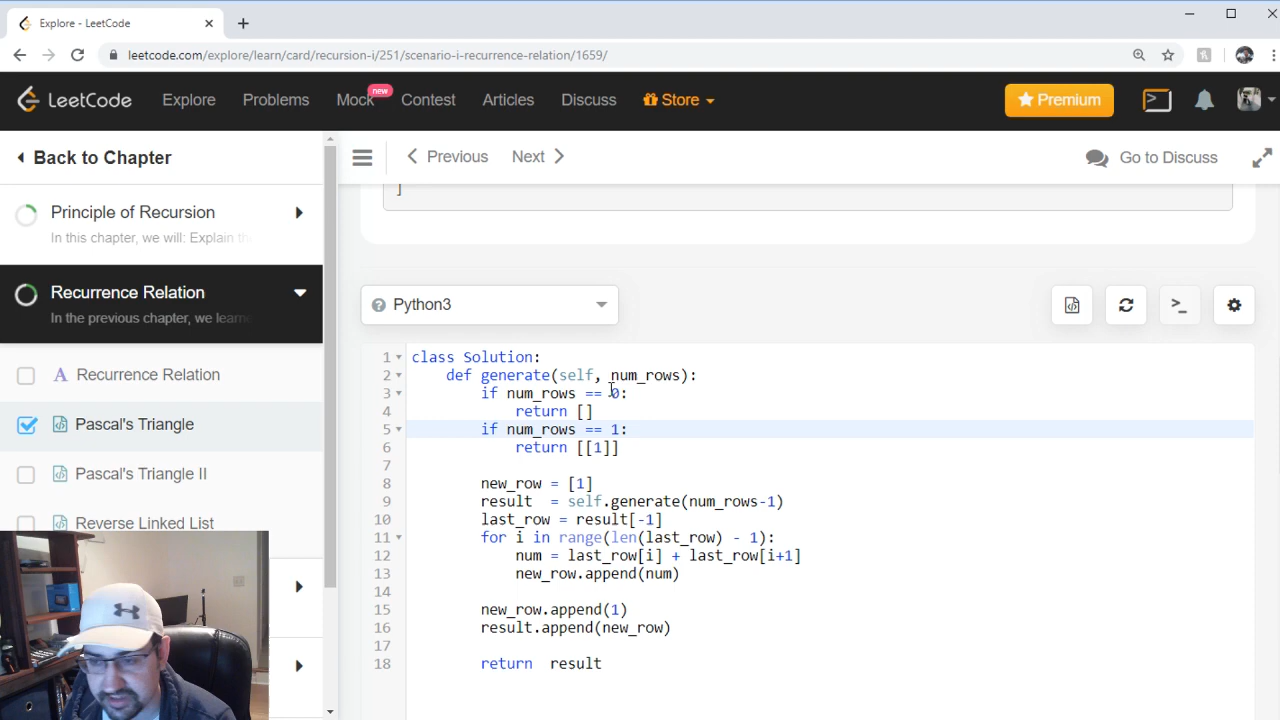 Explore - LeetCode
leetcode.com/explore/learn/card/recursion-i/251/scenario-i-recurrence-relation/1659/
LeetCode Explore Problems Mock new Contest Articles Discuss Store Premium
Back to Chapter
Previous Next Go to Discuss
]
Principle of Recursion
In this chapter, we will: Explain
Recurrence Relation
In the previous chapter, we
A Recurrence Relation
Pascal's Triangle
Pascal's Triangle II
Reverse Linked List
Python3
1 class Solution:
2 def generate(self, num_rows):
3 if num_rows == 0:
4 return []
5 if num_rows == 1:
6 return [[1]]
7
8 new_row = [1]
9 result  = self.generate(num_rows-1)
10 last_row = result[-1]
11 for i in range(len(last_row) - 1):
12 num = last_row[i] + last_row[i+1]
13 new_row.append(num)
14
15 new_row.append(1)
16 result.append(new_row)
17
18 return  result